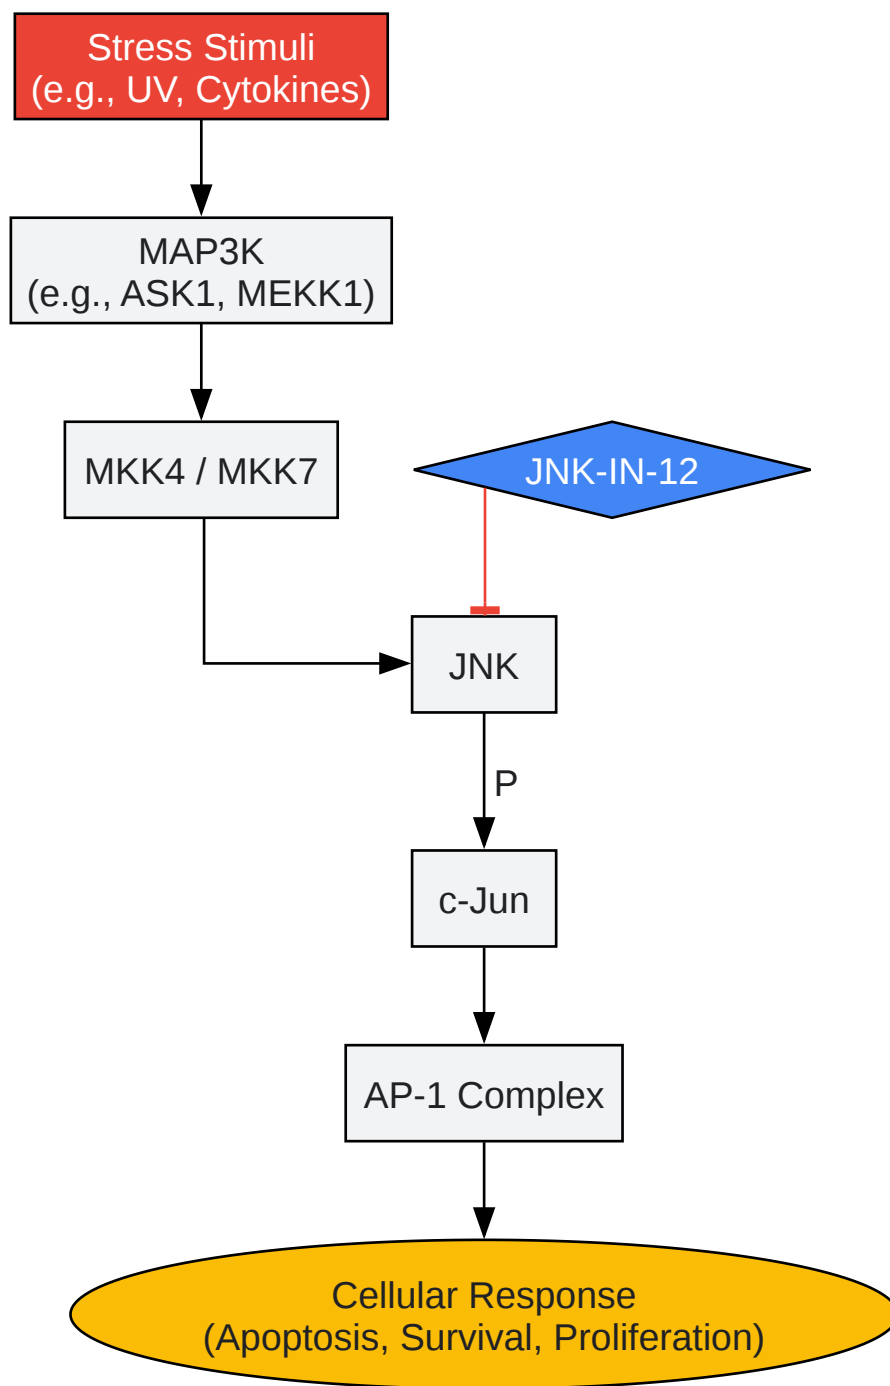 Stress Stimuli
(e.g., UV, Cytokines)
MAP3K
(e.g., ASK1, MEKK1)
MKK4 / MKK7
JNK-IN-12
JNK
P
c-Jun
AP-1 Complex
Cellular Response
(Apoptosis, Survival, Proliferation)